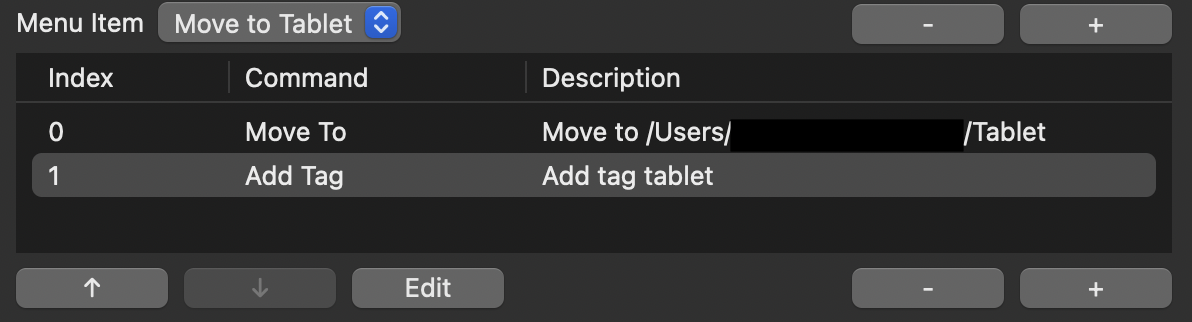 Menu Item Move to Tablet - +
Index Command Description
0 Move To Move to /Users/ /Tablet
1 Add Tag Add tag tablet
↑ ↓ Edit - +